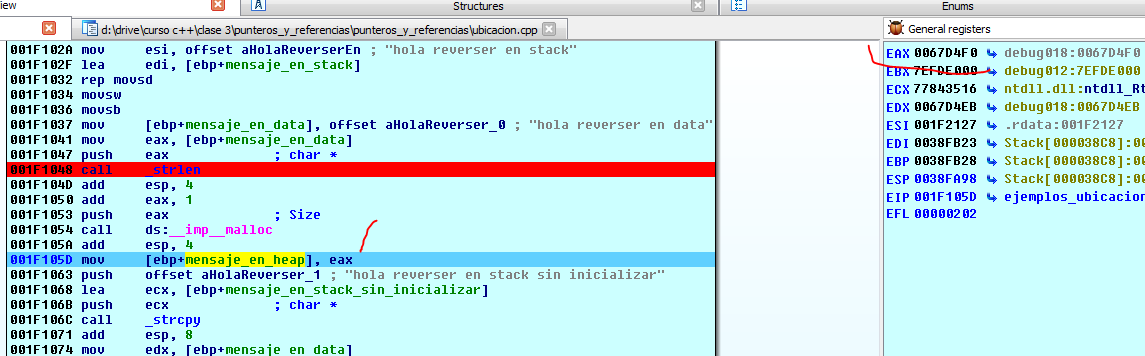 ew
Structures
Enums
d:\drive\curso c++\clase 3\punteros_y_referencias\punteros_y_referencias\ubicacion.cpp
General registers
001F102A mov esi, offset aHolaReverserEn ; "hola reverser en stack"
001F102F lea edi, [ebp+mensaje_en_stack]
001F1032 rep movsd
001F1034 movsw
001F1036 movsb
001F1037 mov [ebp+mensaje_en_data], offset aHolaReverser_0 ; "hola reverser en data"
001F1041 mov eax, [ebp+mensaje_en_data]
001F1047 push eax ; char *
001F1048 call _strlen
001F104D add esp, 4
001F1050 add eax, 1
001F1053 push eax ; Size
001F1054 call ds:__imp__malloc
001F105A add esp, 4
001F105D mov [ebp+mensaje_en_heap], eax
001F1063 push offset aHolaReverser_1 ; "hola reverser en stack sin inicializar"
001F1068 lea ecx, [ebp+mensaje_en_stack_sin_inicializar]
001F106B push ecx ; char *
001F106C call _strcpy
001F1071 add esp, 8
001F1074 mov edx, [ebp+mensaje_en_data]
EAX 0067D4F0 debug018:0067D4F0
EBX 7EFDE000 debug012:7EFDE000
ECX 77843516 ntdll.dll:ntdll_Rt
EDX 0067D4EB debug018:0067D4EB
ESI 001F2127 .rdata:001F2127
EDI 0038FB23 Stack[000038C8]:00
EBP 0038FB28 Stack[000038C8]:00
ESP 0038FA98 Stack[000038C8]:00
EIP 001F105D ejemplos_ubicacion
EFL 00000202